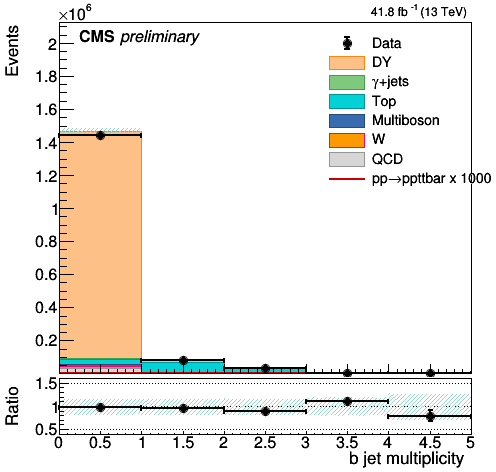 ×10⁶
41.8 fb⁻¹ (13 TeV)
Events
CMS preliminary
Data
DY
γ+jets
Top
Multiboson
W
QCD
pp→ppttbar x 1000
2
1.8
1.6
1.4
1.2
1
0.8
0.6
0.4
0.2
Ratio
1.5
1
0.5
0 0.5 1 1.5 2 2.5 3 3.5 4 4.5 5
b jet multiplicity